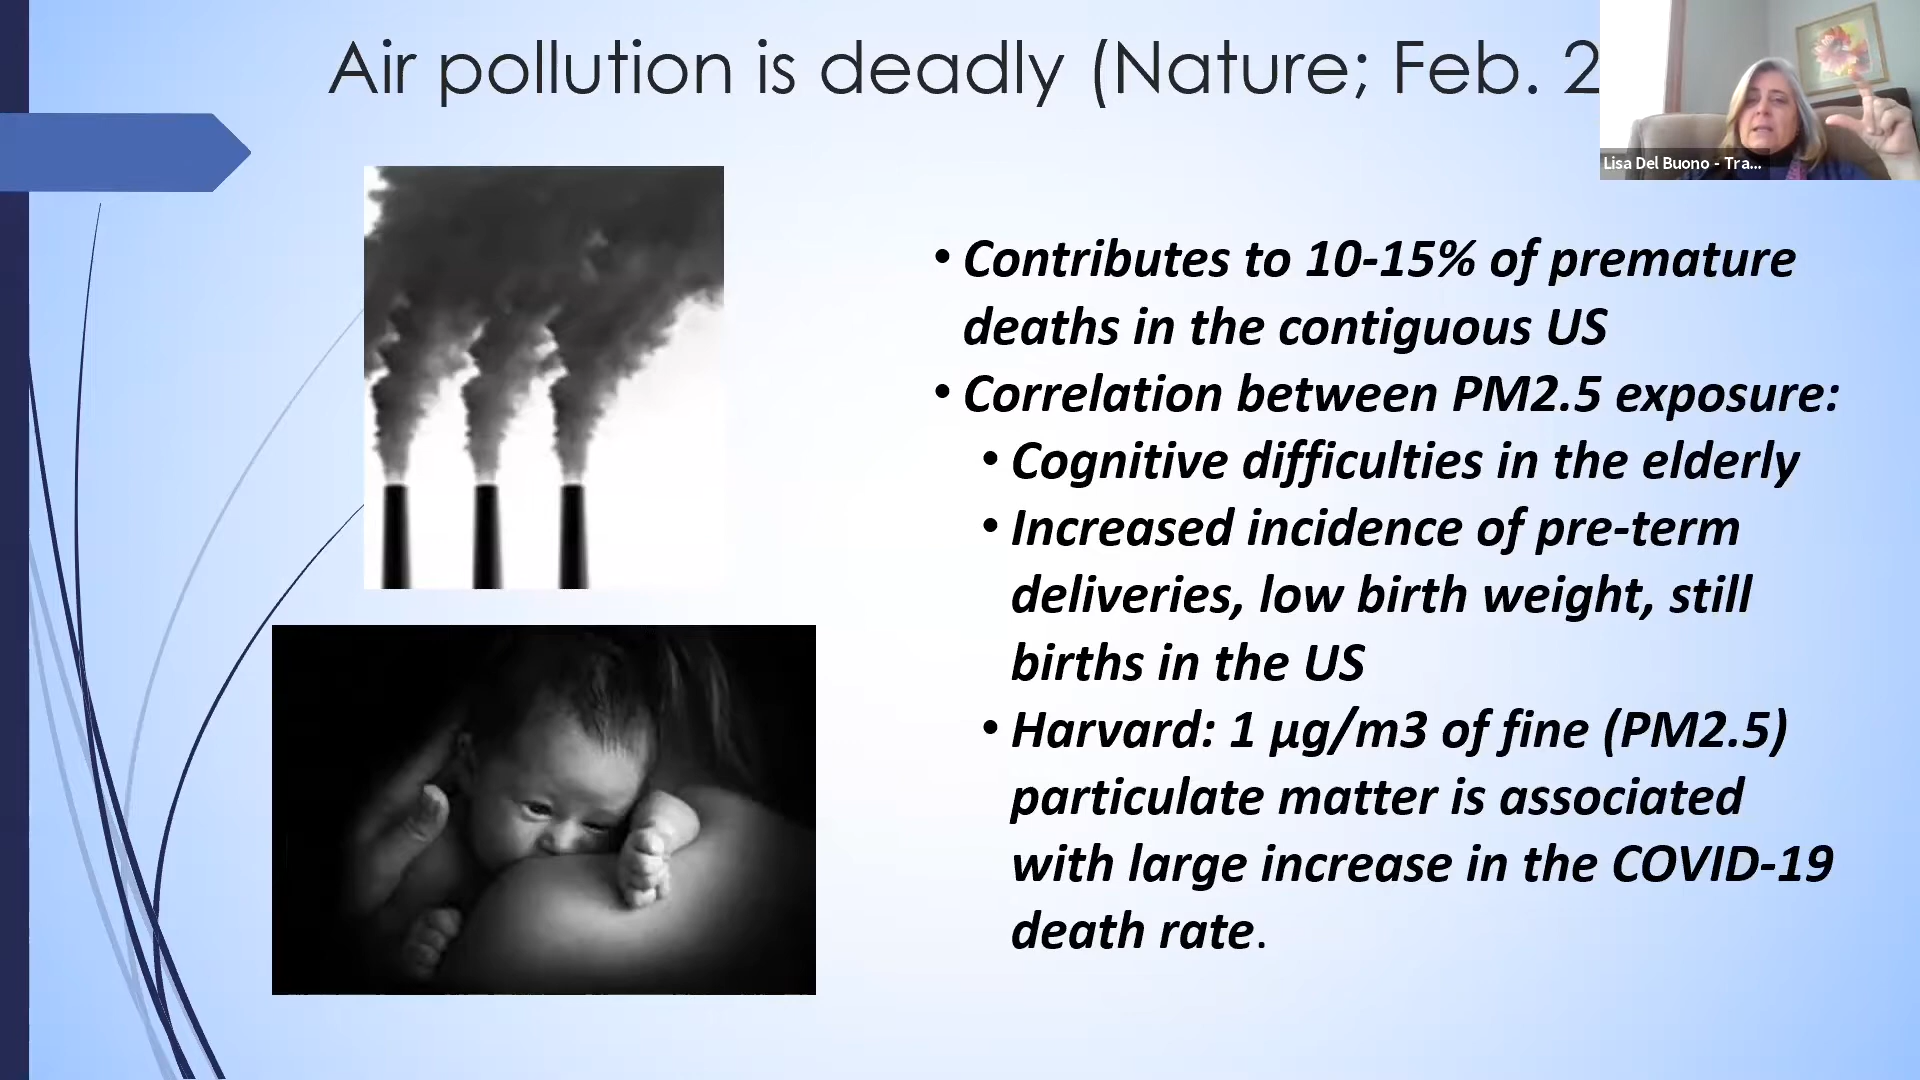 Air pollution is deadly (Nature; Feb. 2
Lisa Del Buono - Tra...
• Contributes to 10-15% of premature
deaths in the contiguous US
• Correlation between PM2.5 exposure:
• Cognitive difficulties in the elderly
• Increased incidence of pre-term
deliveries, low birth weight, still
births in the US
• Harvard: 1 μg/m3 of fine (PM2.5)
particulate matter is associated
with large increase in the COVID-19
death rate.